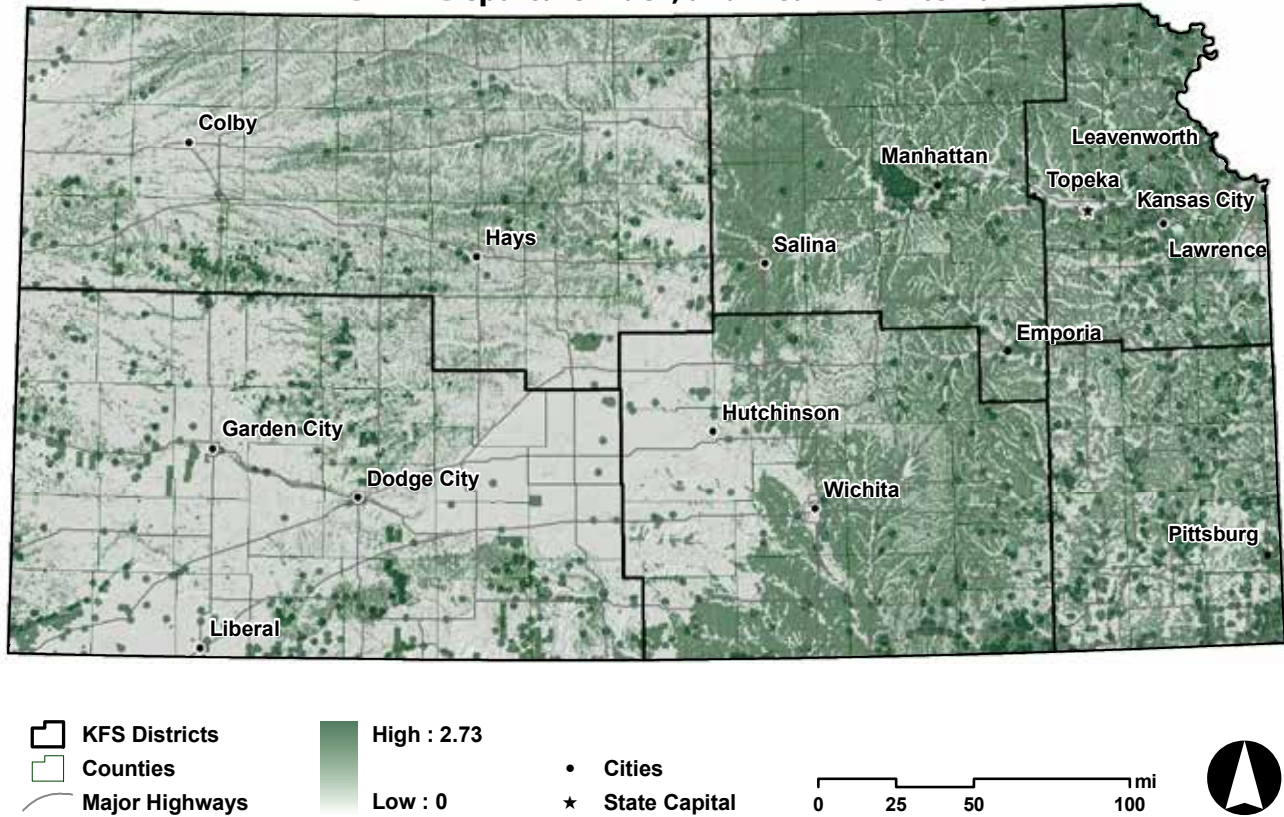 Colby
Leavenworth
Manhattan
Topeka
Kansas City
Hays
Salina
Lawrence
Emporia
Hutchinson
Garden City
Dodge City
Wichita
Pittsburg
Liberal
KFS Districts
High : 2.73
Counties
Cities
mi
Major Highways
Low : 0
State Capital
0 25 50 100